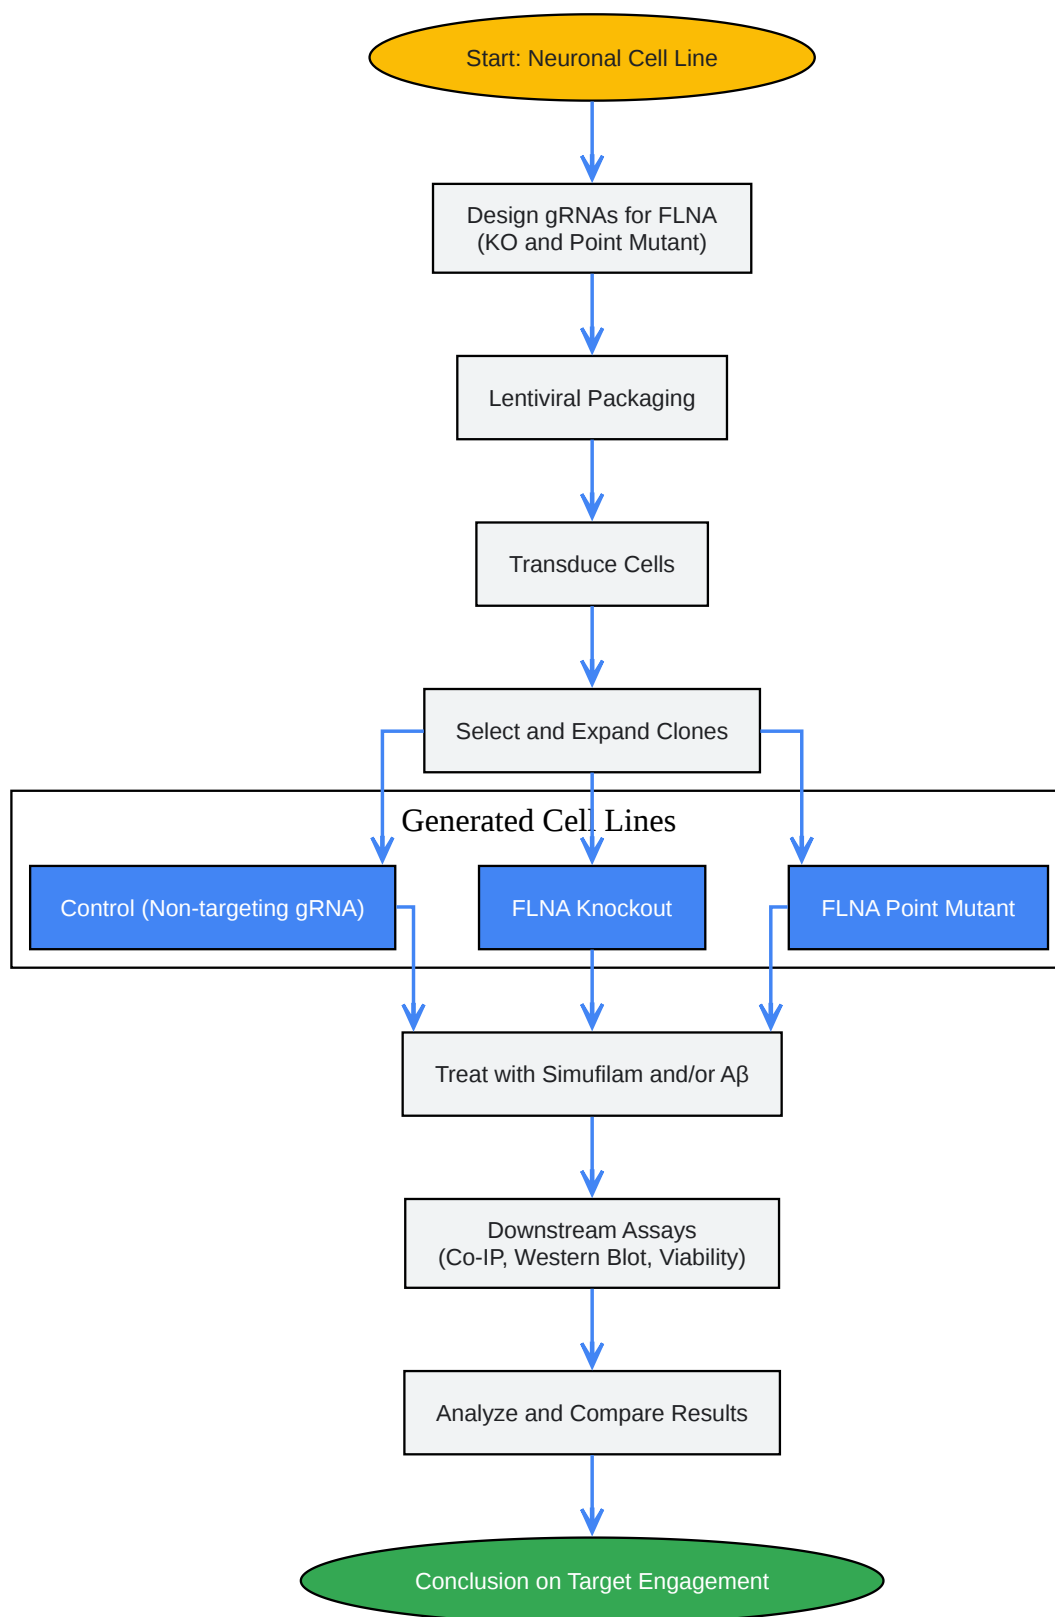 Start: Neuronal Cell Line
Design gRNAs for FLNA
(KO and Point Mutant)
Lentiviral Packaging
Transduce Cells
Select and Expand Clones
Generated Cell Lines
Control (Non-targeting gRNA)
FLNA Knockout
FLNA Point Mutant
Treat with Simufilam and/or Aβ
Downstream Assays
(Co-IP, Western Blot, Viability)
Analyze and Compare Results
Conclusion on Target Engagement